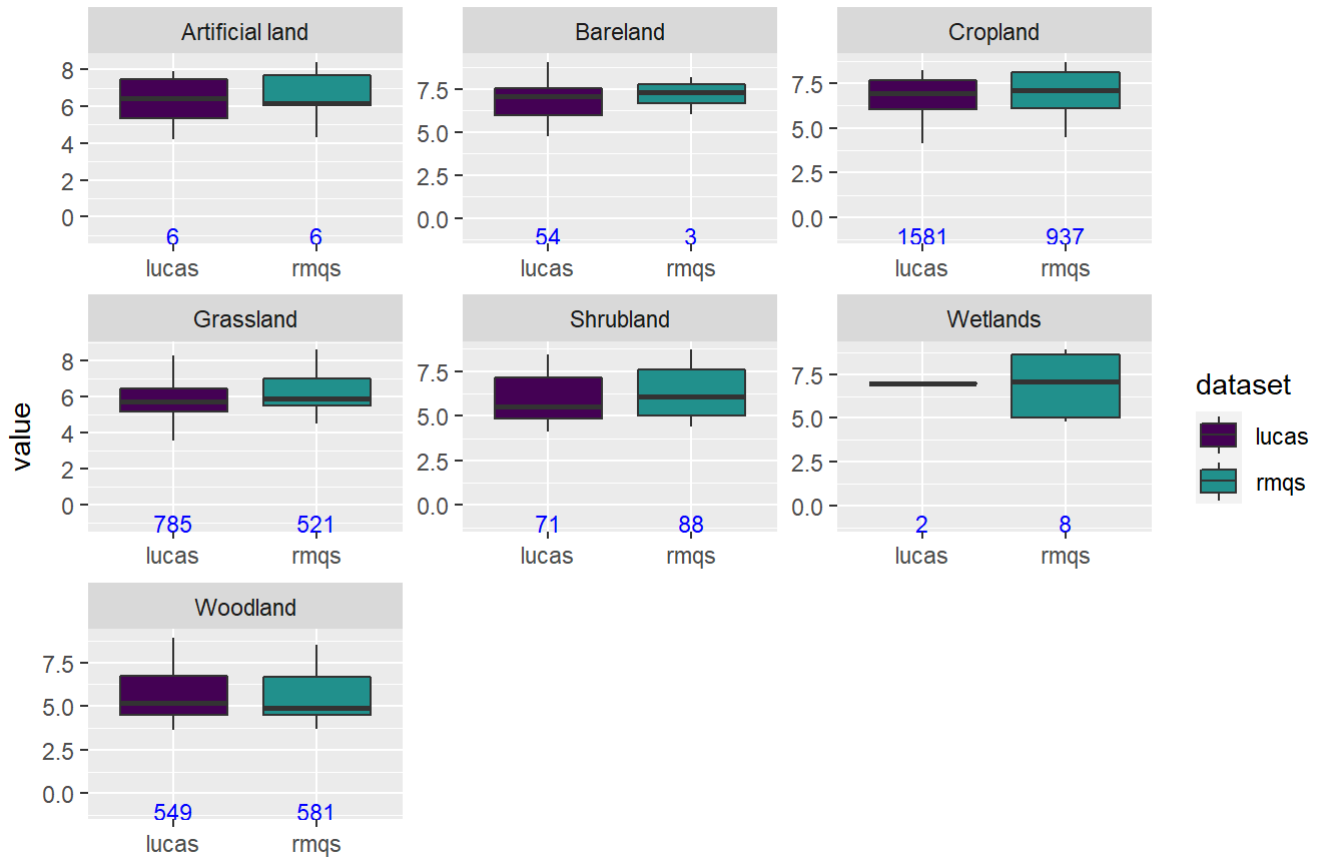 Artificial land
Bareland
Cropland
8
6
4
2
0
7.5
5.0
2.5
0.0
7.5
5.0
2.5
0.0
6
6
54
3
1581
937
lucas
rmqs
lucas
rmqs
lucas
rmqs
Grassland
Shrubland
Wetlands
value
8
6
4
2
0
7.5
5.0
2.5
0.0
7.5
5.0
2.5
0.0
785
521
71
88
2
8
lucas
rmqs
lucas
rmqs
lucas
rmqs
Woodland
7.5
5.0
2.5
0.0
549
581
lucas
rmqs
dataset
lucas
rmqs